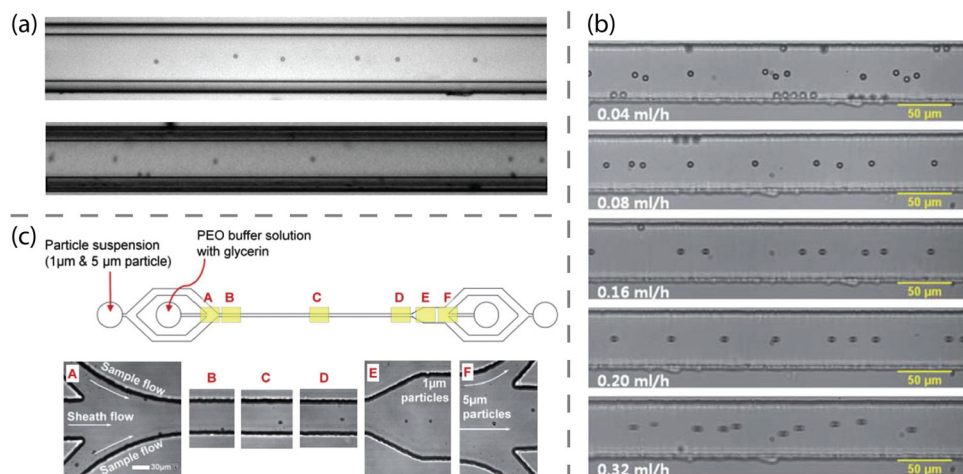 (a)
(b)
0.04 ml/h
50 µm
0.08 ml/h
50 µm
0.16 ml/h
50 µm
0.20 ml/h
50 µm
0.32 ml/h
50 µm
(c)
Particle suspension
(1µm & 5 µm particle)
PEO buffer solution
with glycerin
A
B
C
D
E
F
A
Sample flow
Sheath flow
Sample flow
30µm
B
C
D
E
1µm
particles
F
5µm
particles